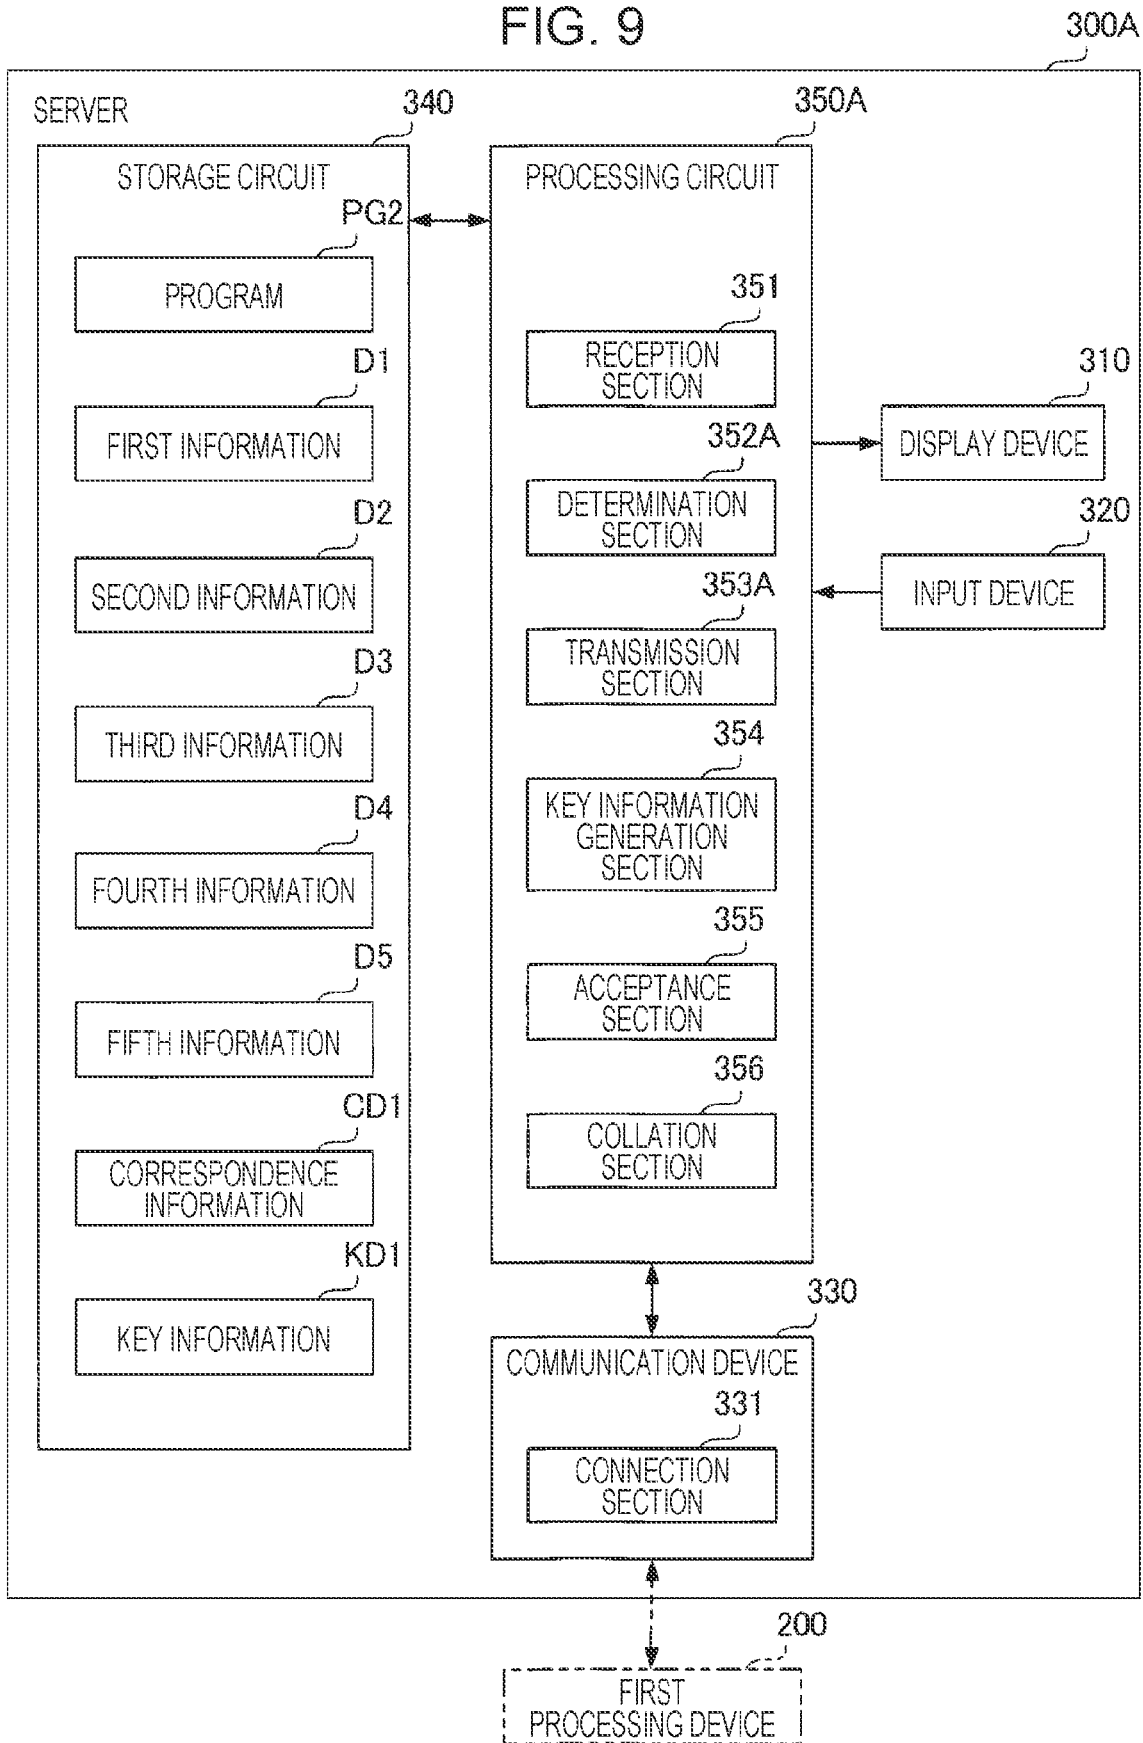 FIG. 9
300A
SERVER
340
STORAGE CIRCUIT
PG2
PROGRAM
D1
FIRST INFORMATION
D2
SECOND INFORMATION
D3
THIRD INFORMATION
D4
FOURTH INFORMATION
D5
FIFTH INFORMATION
CD1
CORRESPONDENCE
INFORMATION
KD1
KEY INFORMATION
350A
PROCESSING CIRCUIT
351
RECEPTION
SECTION
352A
DETERMINATION
SECTION
353A
TRANSMISSION
SECTION
354
KEY INFORMATION
GENERATION
SECTION
355
ACCEPTANCE
SECTION
356
COLLATION
SECTION
310
DISPLAY DEVICE
320
INPUT DEVICE
330
COMMUNICATION DEVICE
331
CONNECTION
SECTION
200
FIRST
PROCESSING DEVICE